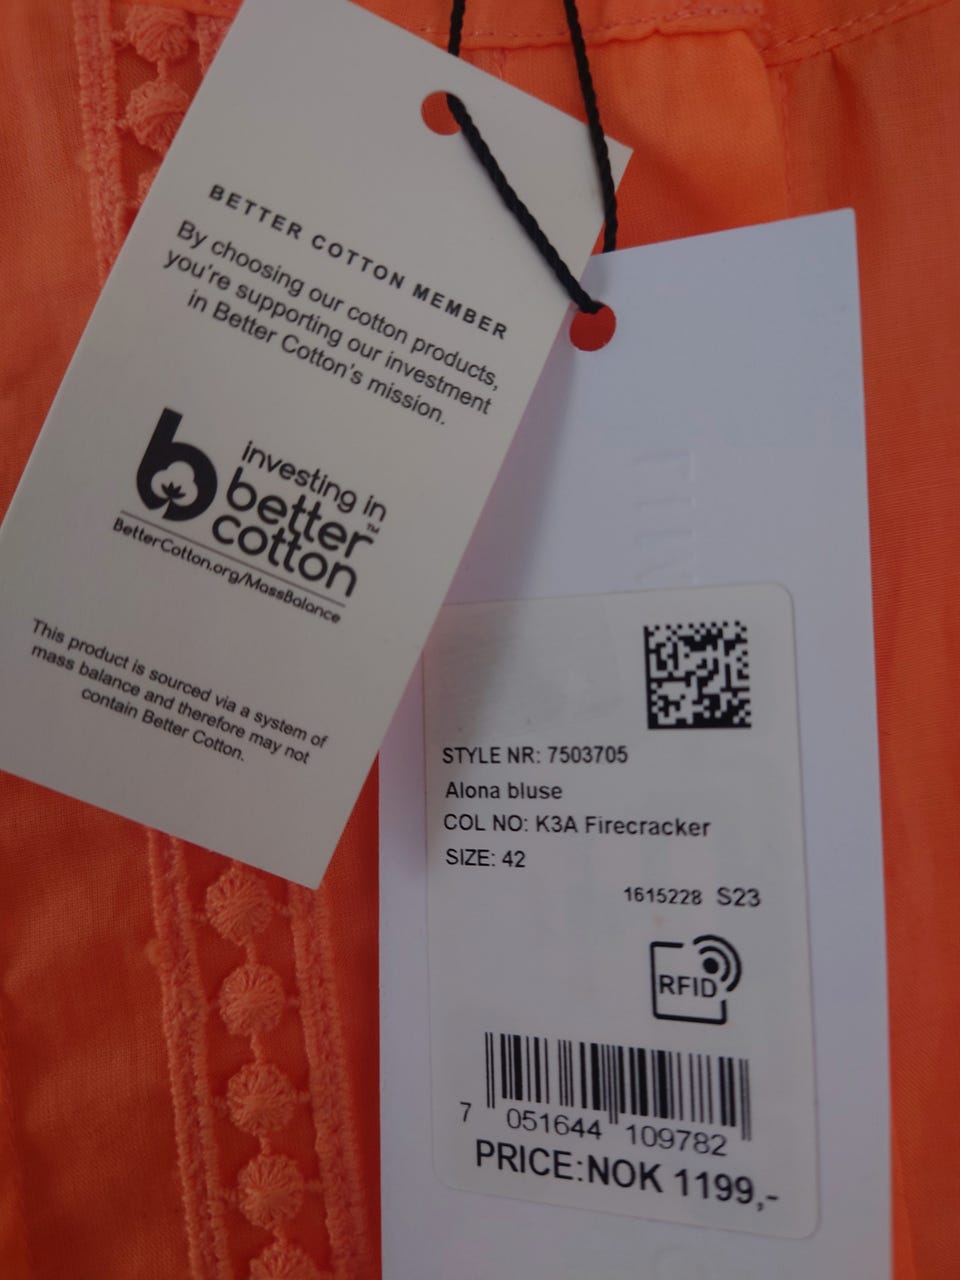 BETTER COTTON MEMBER
By choosing our cotton products,
you're supporting our investment
in Better Cotton's mission.
b
investing in
better™
cotton
BetterCotton.org/MassBalance
This product is sourced via a system of
mass balance and therefore may not
contain Better Cotton.
STYLE NR: 7503705
Alona bluse
COL NO: K3A Firecracker
SIZE: 42
1615228 S23
RFID
7 051644 109782
PRICE:NOK 1199,-